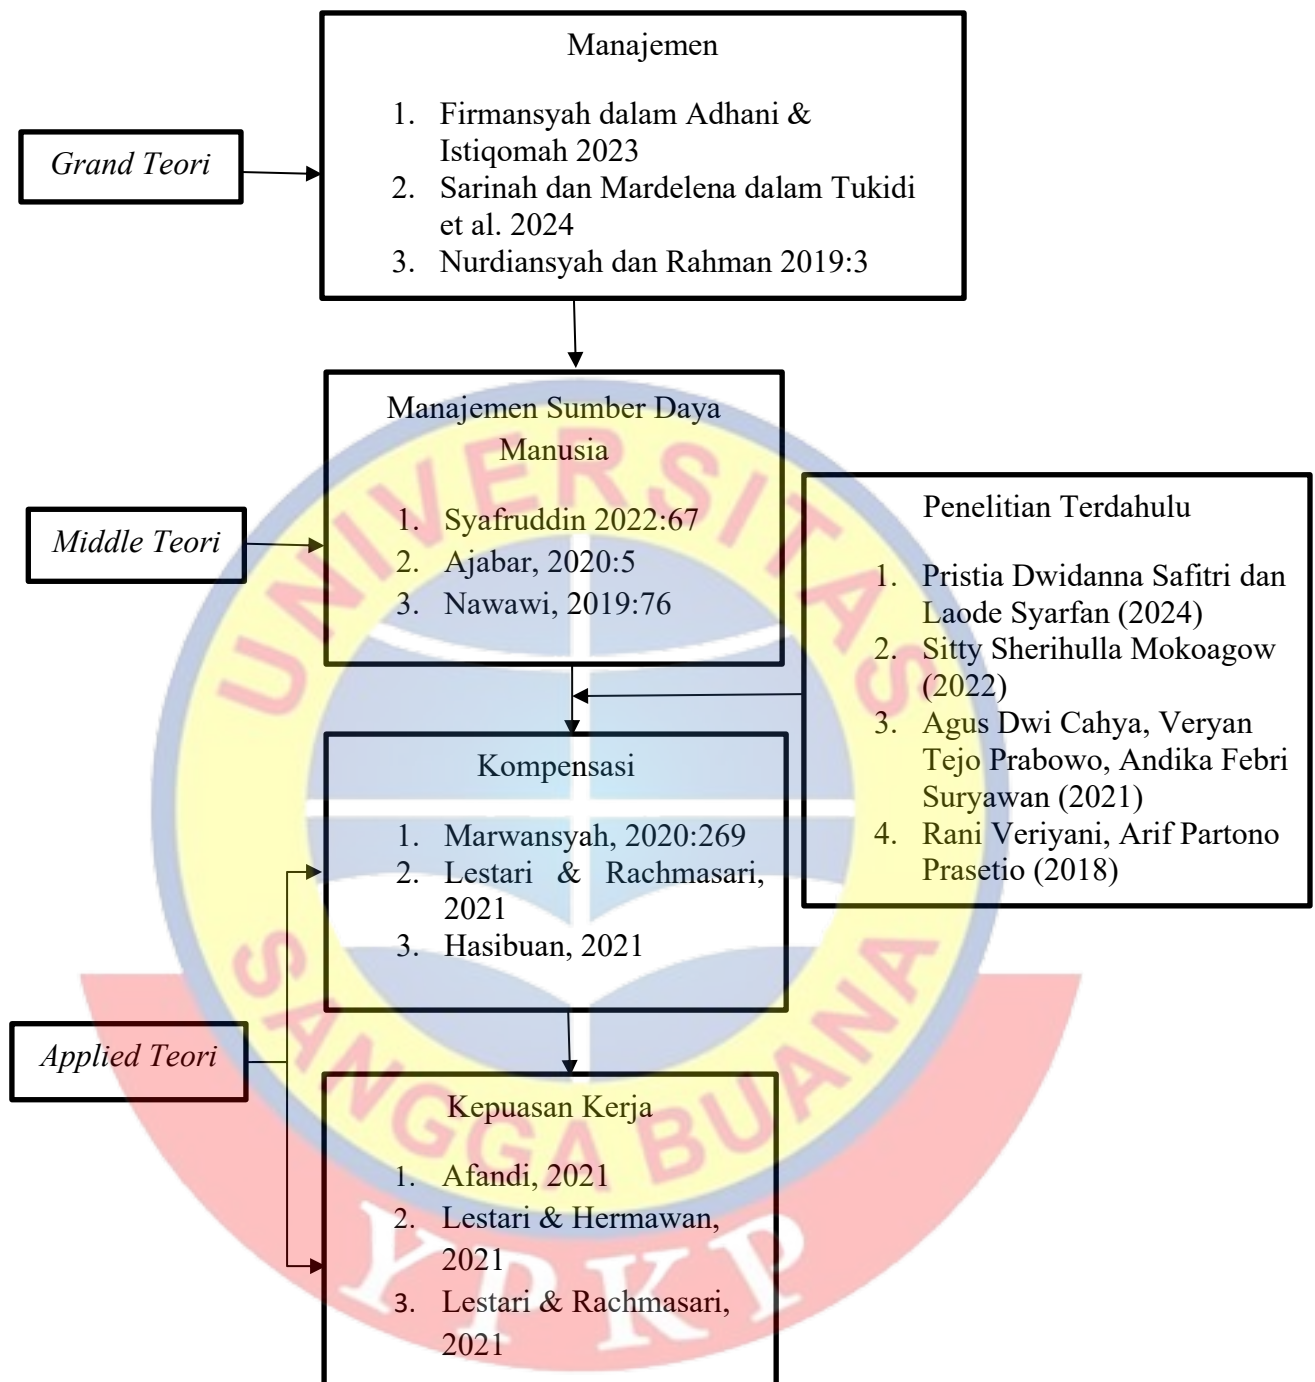 Manajemen
1. Firmansyah dalam Adhani &
Istiqomah 2023
2. Sarinah dan Mardelena dalam Tukidi
et al. 2024
3. Nurdiansyah dan Rahman 2019:3
Grand Teori
Manajemen Sumber Daya
Manusia
1. Syafruddin 2022:67
2. Ajabar, 2020:5
3. Nawawi, 2019:76
Middle Teori
Penelitian Terdahulu
1. Pristia Dwidanna Safitri dan
Laode Syarfan (2024)
2. Sitty Sherihulla Mokoagow
(2022)
3. Agus Dwi Cahya, Veryan
Tejo Prabowo, Andika Febri
Suryawan (2021)
4. Rani Veriyani, Arif Partono
Prasetio (2018)
Kompensasi
1. Marwansyah, 2020:269
2. Lestari & Rachmasari,
2021
3. Hasibuan, 2021
Applied Teori
Kepuasan Kerja
1. Afandi, 2021
2. Lestari & Hermawan,
2021
3. Lestari & Rachmasari,
2021
UNIVERSITAS
SANGGA BUANA
YPKP